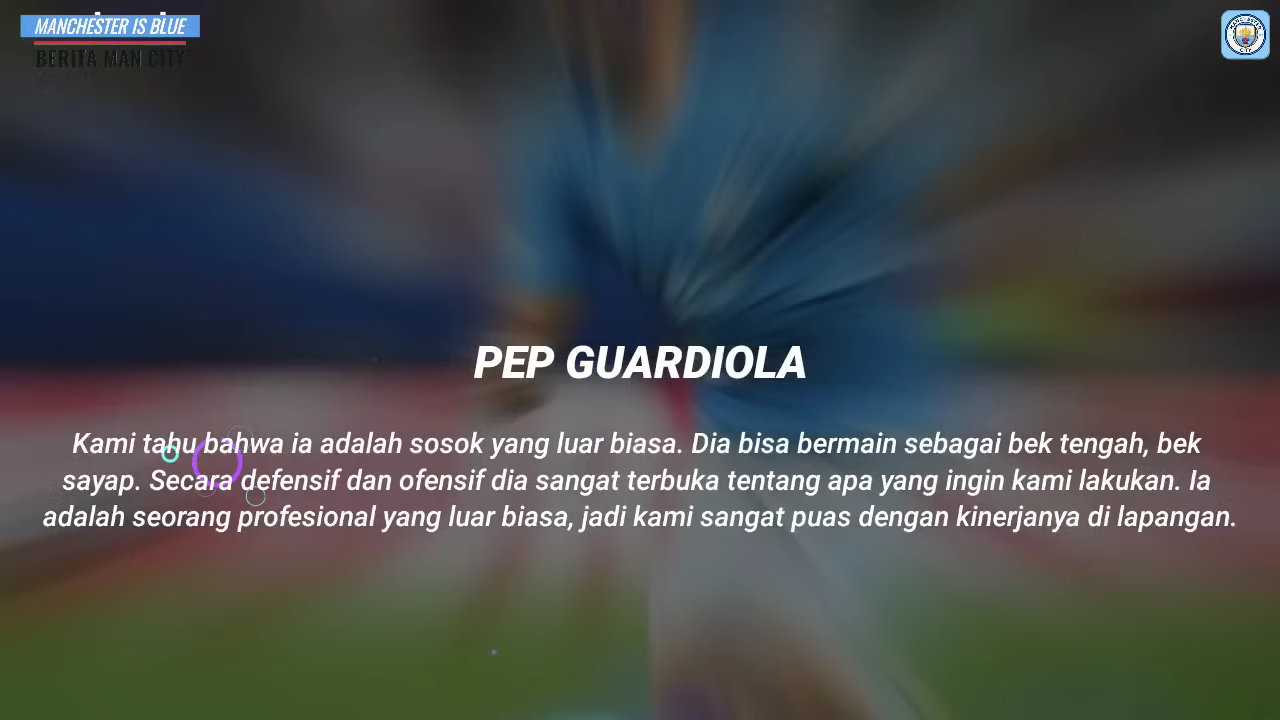 MANCHESTER IS BLUE
BERITA MAN CITY
PEP GUARDIOLA
Kami tahu bahwa ia adalah sosok yang luar biasa. Dia bisa bermain sebagai bek tengah, bek
sayap. Secara defensif dan ofensif dia sangat terbuka tentang apa yang ingin kami lakukan. Ia
adalah seorang profesional yang luar biasa, jadi kami sangat puas dengan kinerjanya di lapangan.